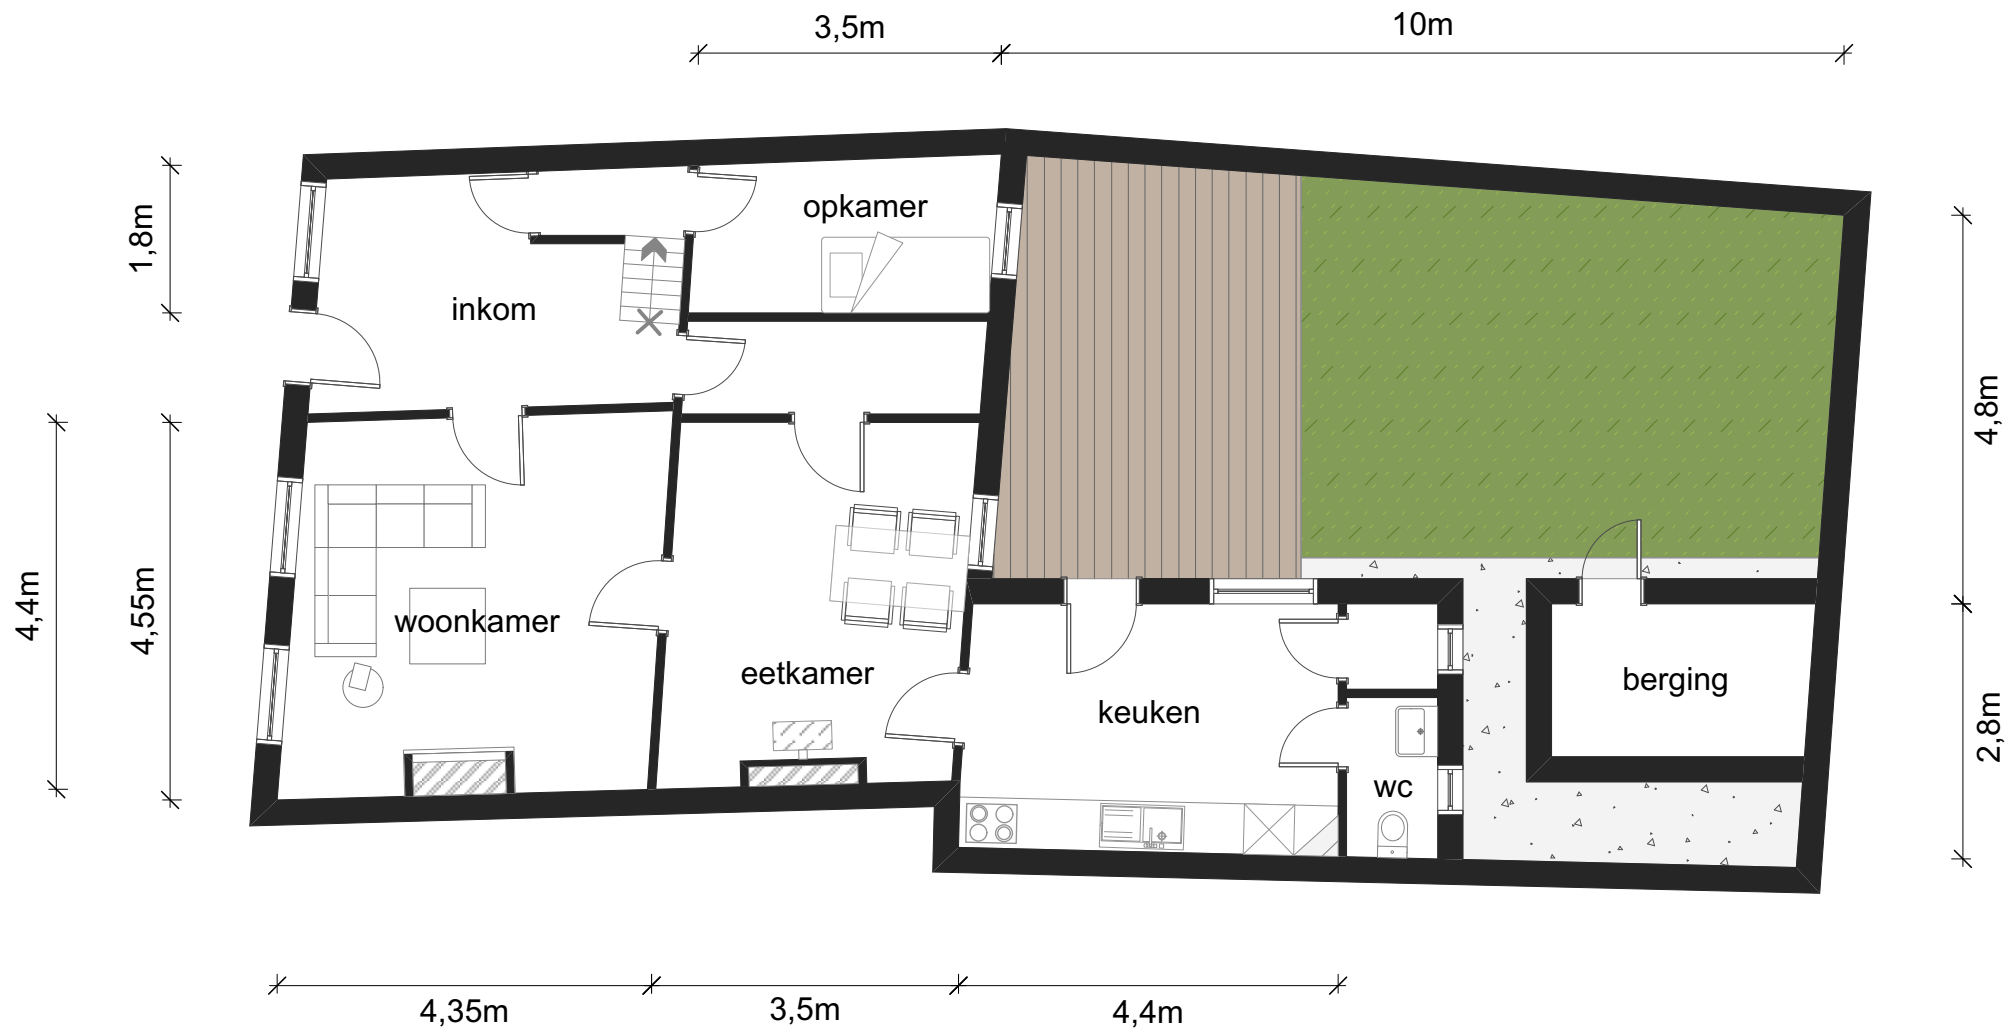 3,5m
10m
1,8m
opkamer
inkom
4,8m
4,4m
4,55m
woonkamer
eetkamer
keuken
berging
wc
2,8m
4,35m
3,5m
4,4m